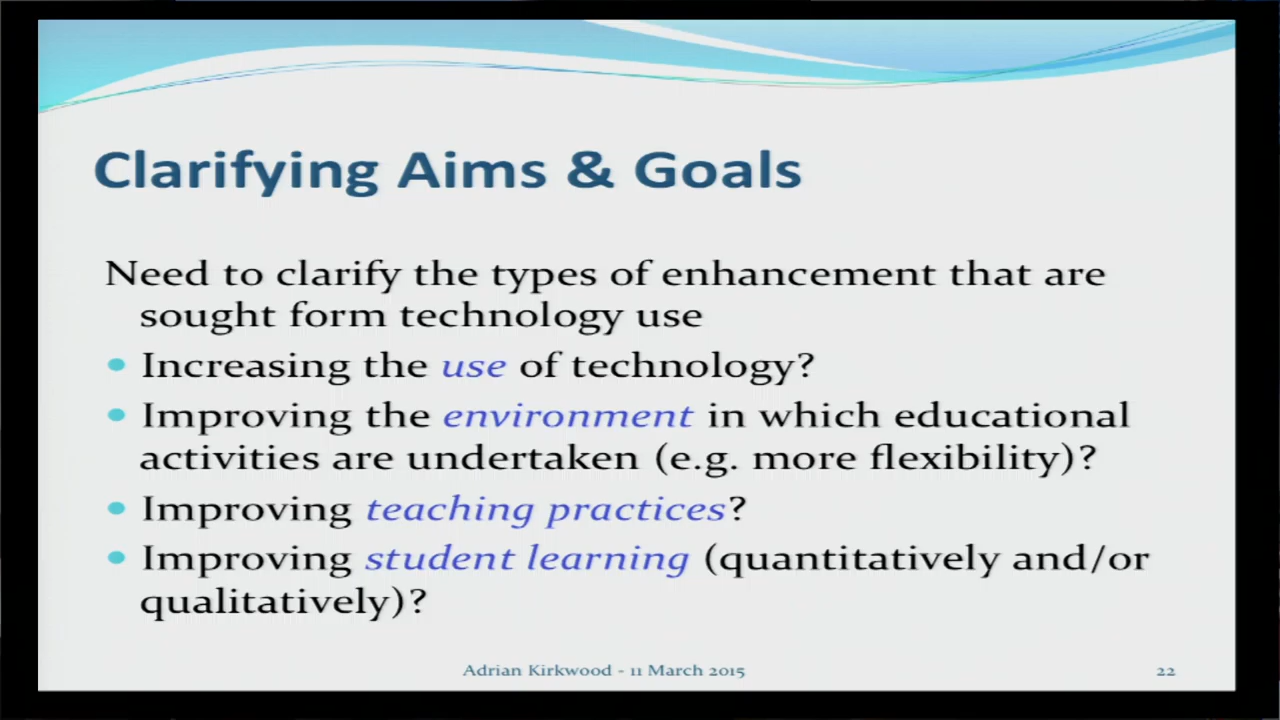 Clarifying Aims & Goals
Need to clarify the types of enhancement that are
sought form technology use
• Increasing the use of technology?
• Improving the environment in which educational
activities are undertaken (e.g. more flexibility)?
• Improving teaching practices?
• Improving student learning (quantitatively and/or
qualitatively)?
Adrian Kirkwood - 11 March 2015
22